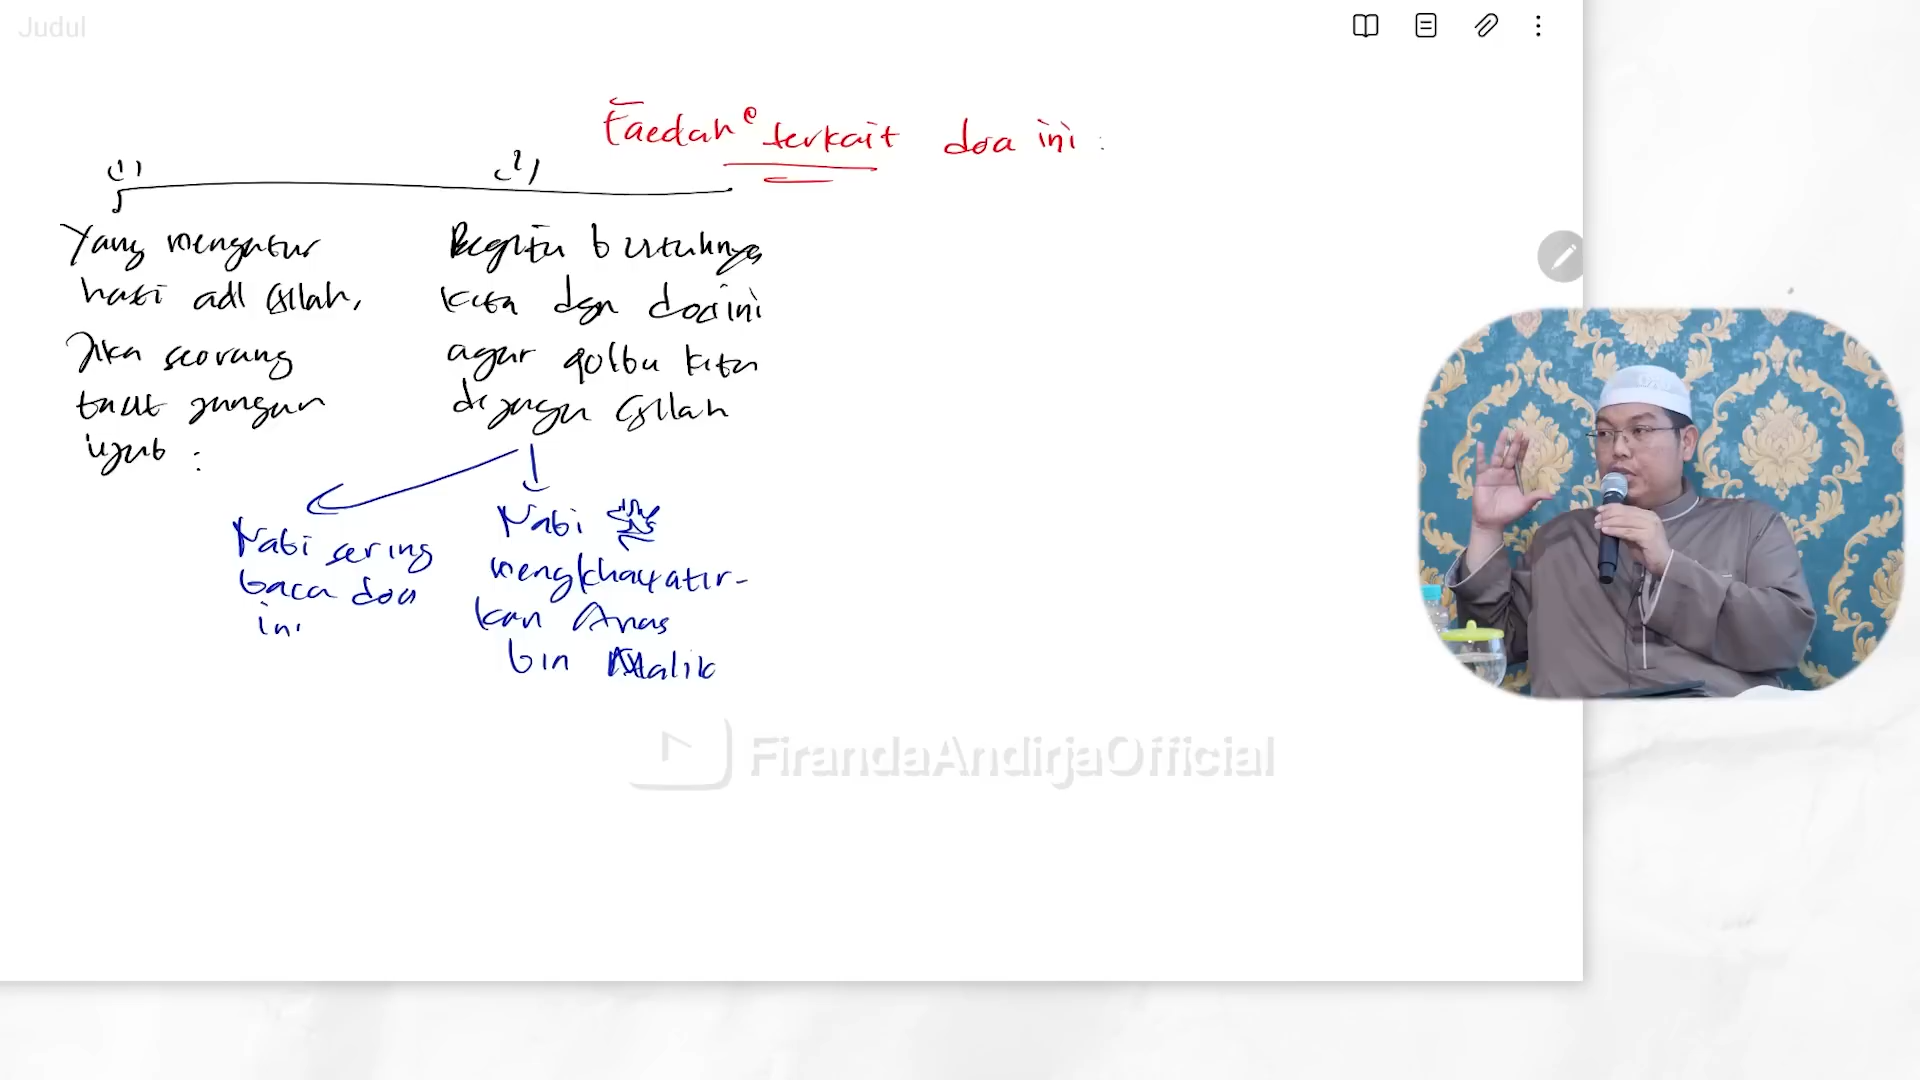 Judul
Faedah² terkait doa ini :
(1)
(2)
Yang mengatur
hati adl Allah,
Jika seorang
taat jangan
ujub :
Begitu butuhnya
kita dgn doa ini
agar qolbu kita
dijaga Allah
Nabi sering
baca doa
ini
Nabi ﷺ
mengkhawatir-
kan Anas
bin Malik
FirandaAndirjaOfficial